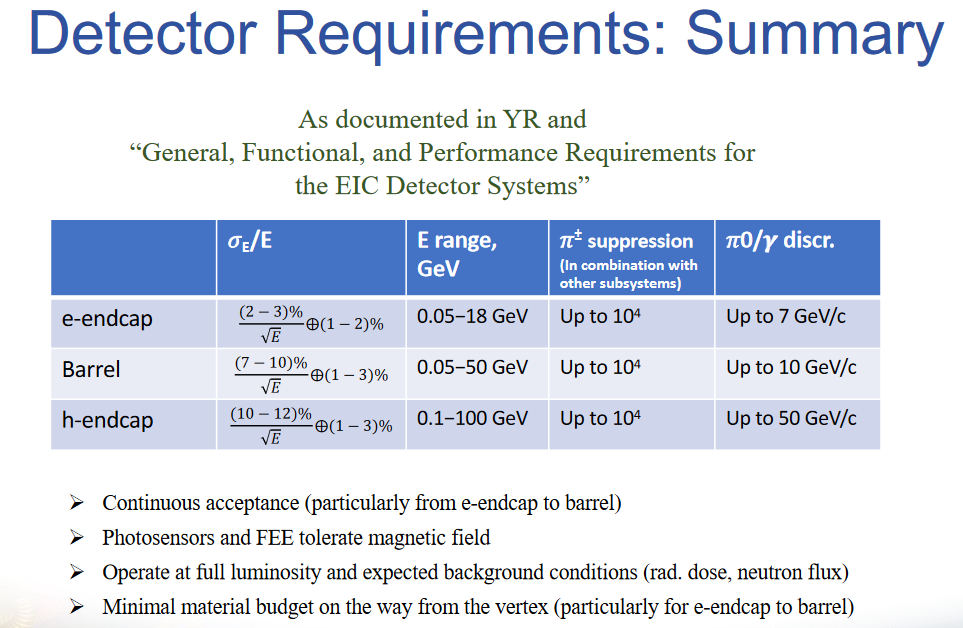 Detector Requirements: Summary
As documented in YR and
“General, Functional, and Performance Requirements for
the EIC Detector Systems”
σE/E
E range,
GeV
π± suppression
(In combination with
other subsystems)
π0/γ discr.
e-endcap
(2 − 3)%/√E ⊕(1 − 2)%
0.05–18 GeV
Up to 10⁴
Up to 7 GeV/c
Barrel
(7 − 10)%/√E ⊕(1 − 3)%
0.05–50 GeV
Up to 10⁴
Up to 10 GeV/c
h-endcap
(10 − 12)%/√E ⊕(1 − 3)%
0.1–100 GeV
Up to 10⁴
Up to 50 GeV/c
➢ Continuous acceptance (particularly from e-endcap to barrel)
➢ Photosensors and FEE tolerate magnetic field
➢ Operate at full luminosity and expected background conditions (rad. dose, neutron flux)
➢ Minimal material budget on the way from the vertex (particularly for e-endcap to barrel)